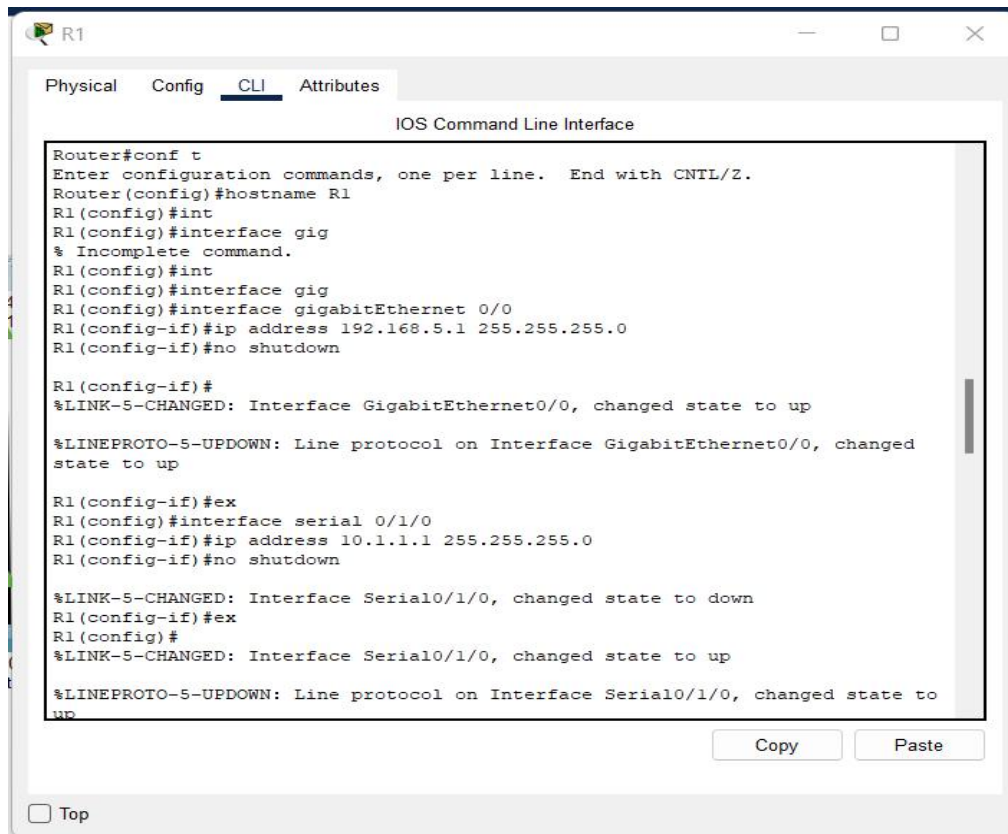 R1
Physical Config CLI Attributes
IOS Command Line Interface
Router#conf t
Enter configuration commands, one per line.  End with CNTL/Z.
Router(config)#hostname R1
R1(config)#int
R1(config)#interface gig
% Incomplete command.
R1(config)#int
R1(config)#interface gig
R1(config)#interface gigabitEthernet 0/0
R1(config-if)#ip address 192.168.5.1 255.255.255.0
R1(config-if)#no shutdown
R1(config-if)#
%LINK-5-CHANGED: Interface GigabitEthernet0/0, changed state to up
%LINEPROTO-5-UPDOWN: Line protocol on Interface GigabitEthernet0/0, changed
state to up
R1(config-if)#ex
R1(config)#interface serial 0/1/0
R1(config-if)#ip address 10.1.1.1 255.255.255.0
R1(config-if)#no shutdown
%LINK-5-CHANGED: Interface Serial0/1/0, changed state to down
R1(config-if)#ex
R1(config)#
%LINK-5-CHANGED: Interface Serial0/1/0, changed state to up
%LINEPROTO-5-UPDOWN: Line protocol on Interface Serial0/1/0, changed state to
up
Copy Paste
Top